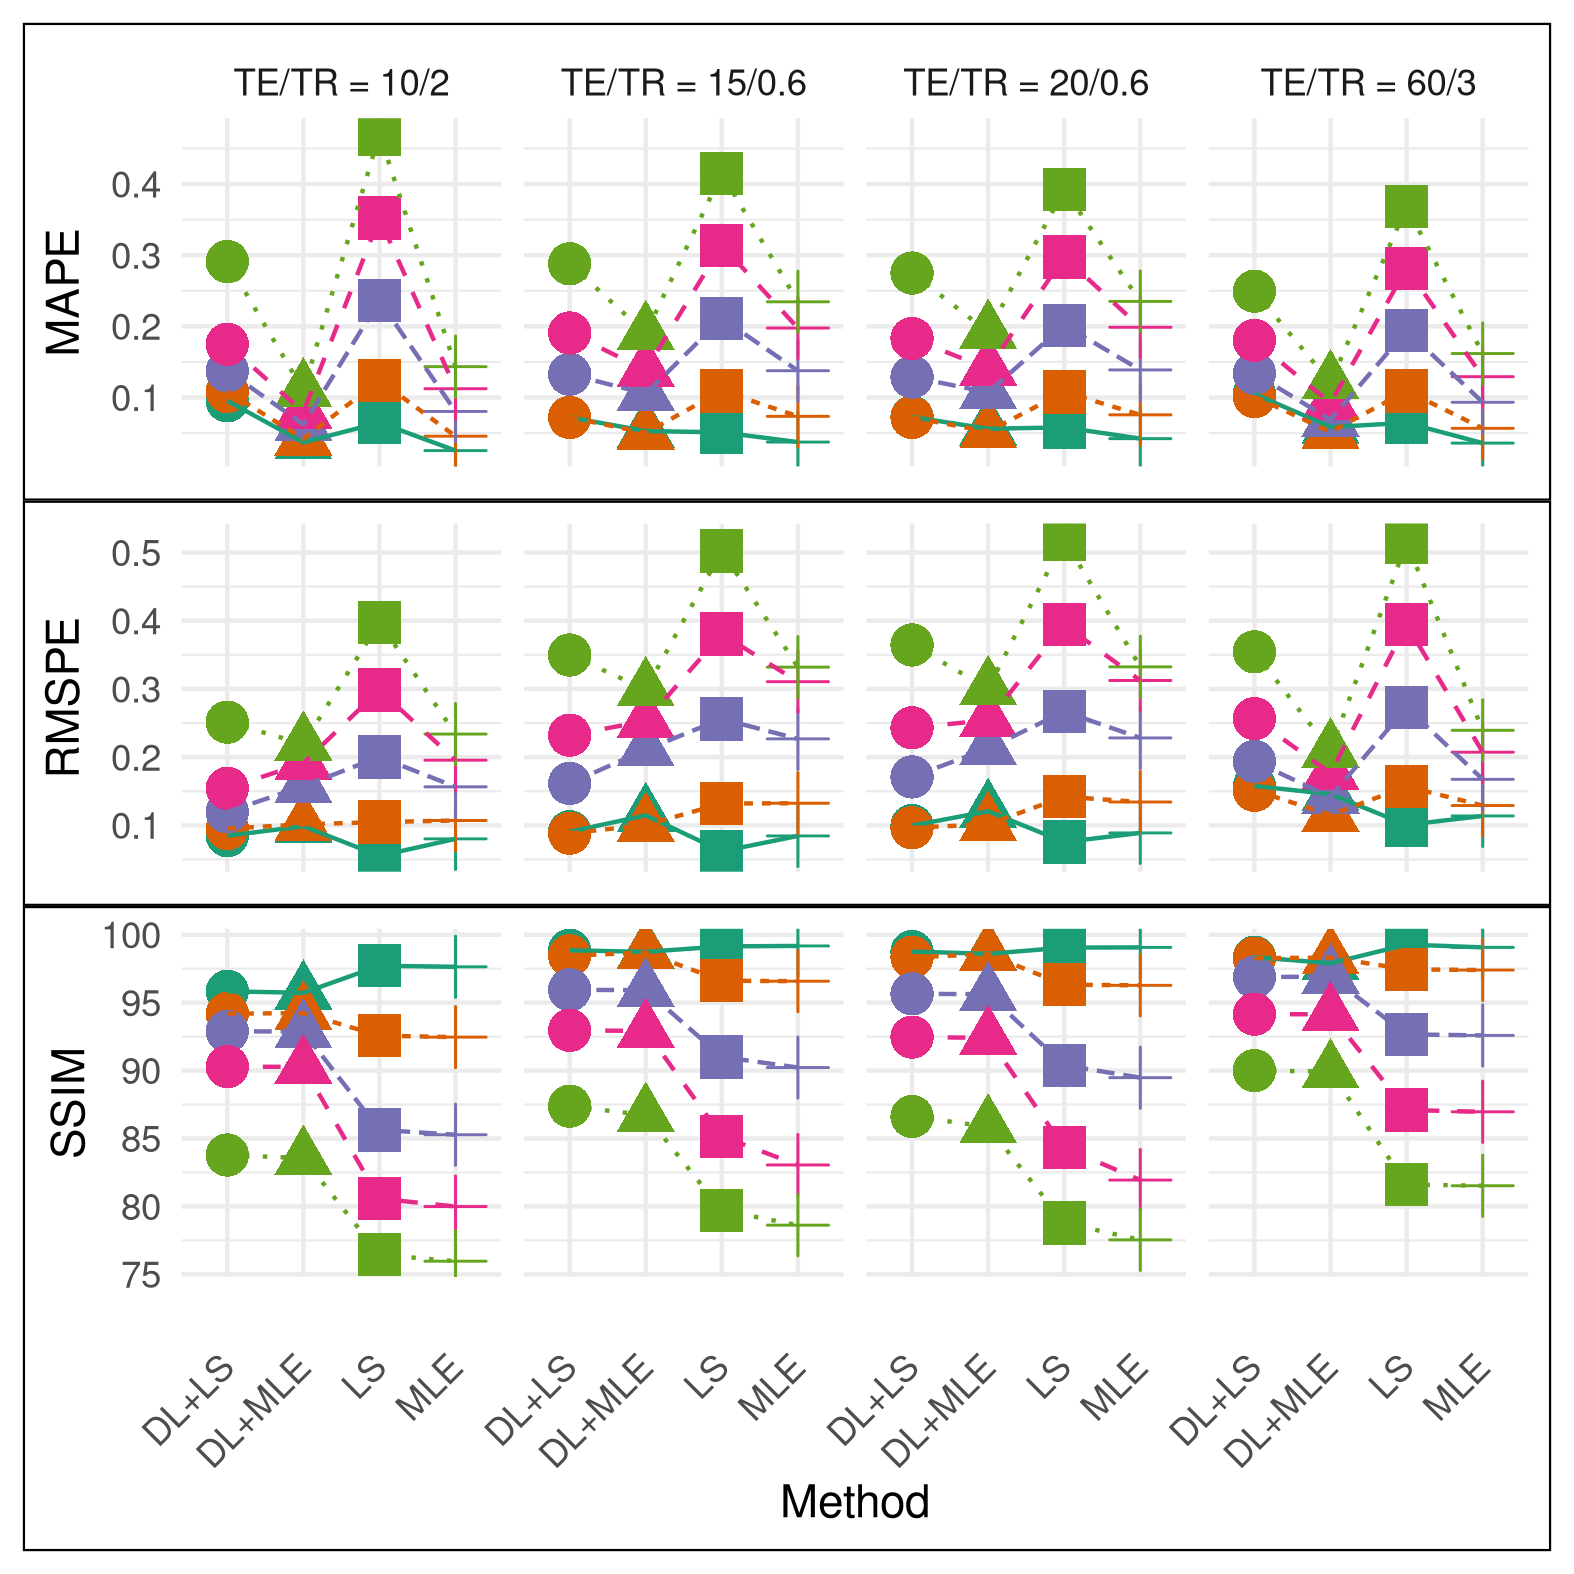 TE/TR = 10/2 TE/TR = 15/0.6 TE/TR = 20/0.6 TE/TR = 60/3
MAPE
0.4
0.3
0.2
0.1
RMSPE
0.5
0.4
0.3
0.2
0.1
SSIM
100
95
90
85
80
75
DL+LS DL+MLE LS MLE DL+LS DL+MLE LS MLE DL+LS DL+MLE LS MLE DL+LS DL+MLE LS MLE
Method